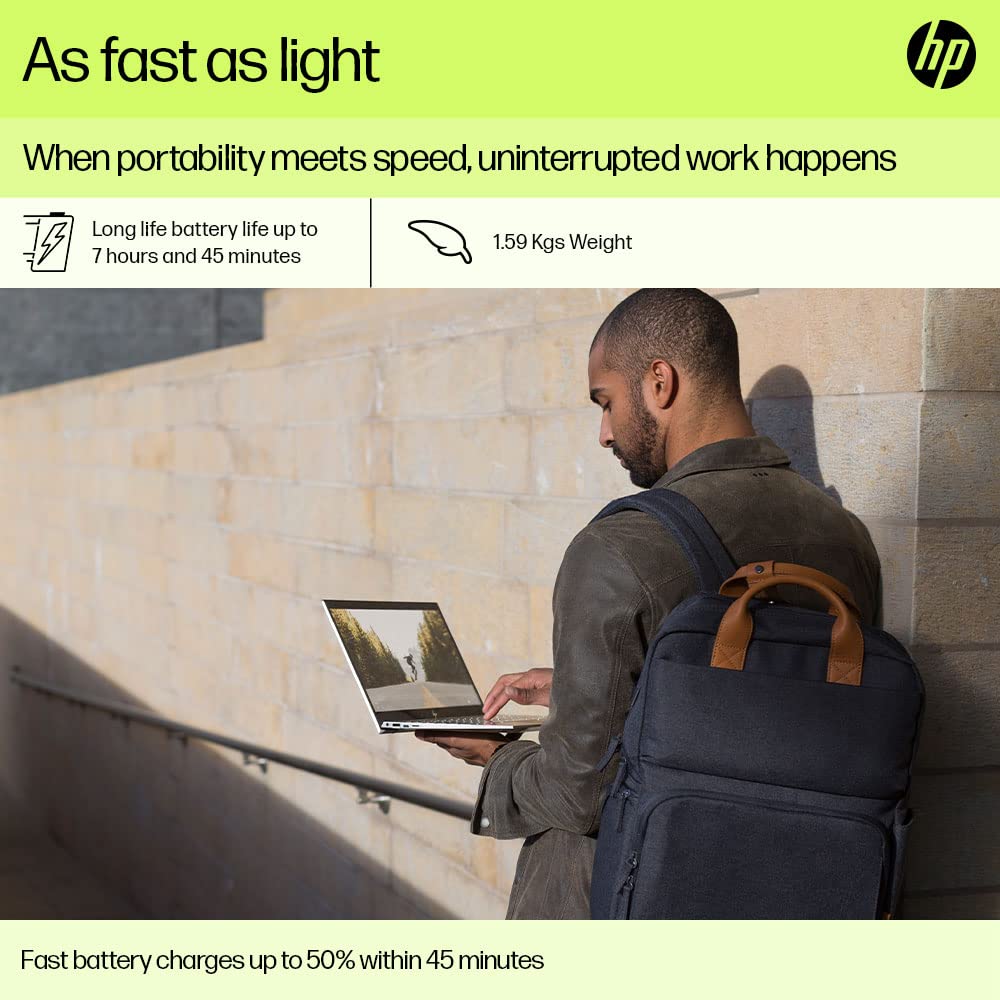 As fast as light
hp
When portability meets speed, uninterrupted work happens
Long life battery life up to
7 hours and 45 minutes
1.59 Kgs Weight
Fast battery charges up to 50% within 45 minutes